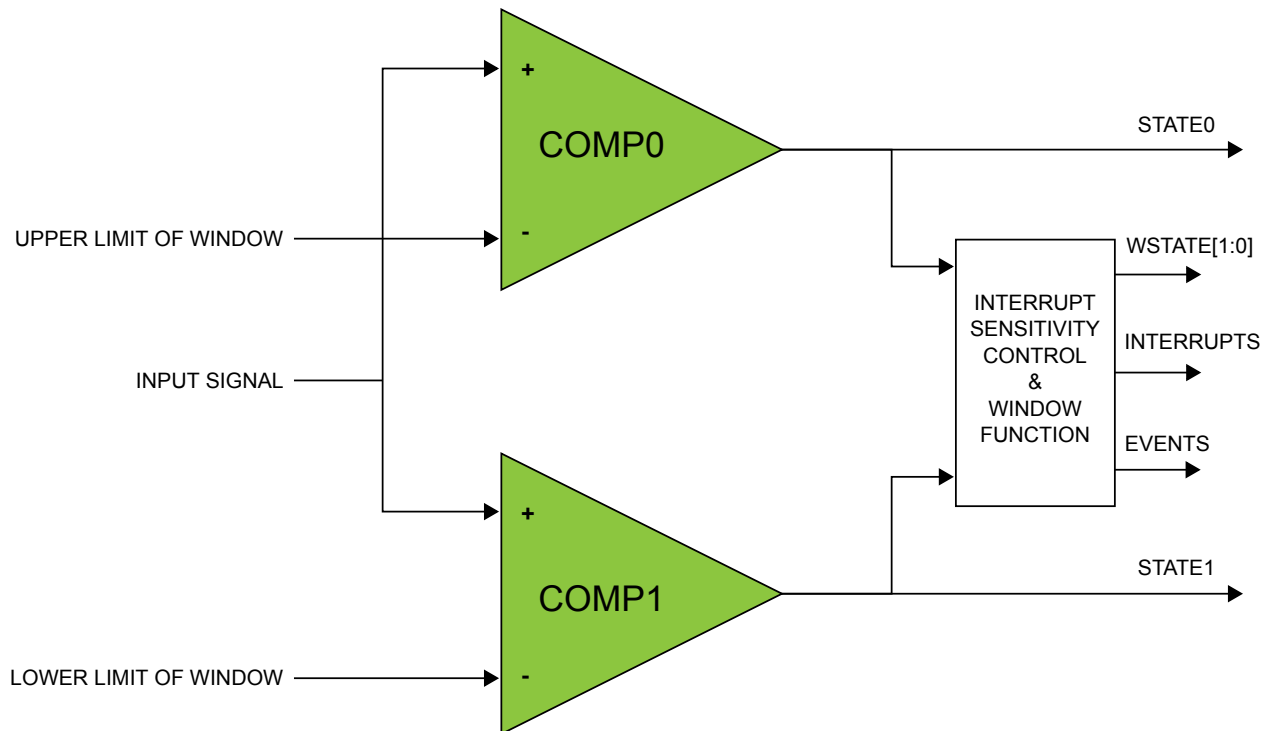 +
COMP0
-
STATE0
UPPER LIMIT OF WINDOW
WSTATE[1:0]
INTERRUPT
SENSITIVITY
CONTROL
&
WINDOW
FUNCTION
INTERRUPTS
INPUT SIGNAL
EVENTS
+
COMP1
-
STATE1
LOWER LIMIT OF WINDOW